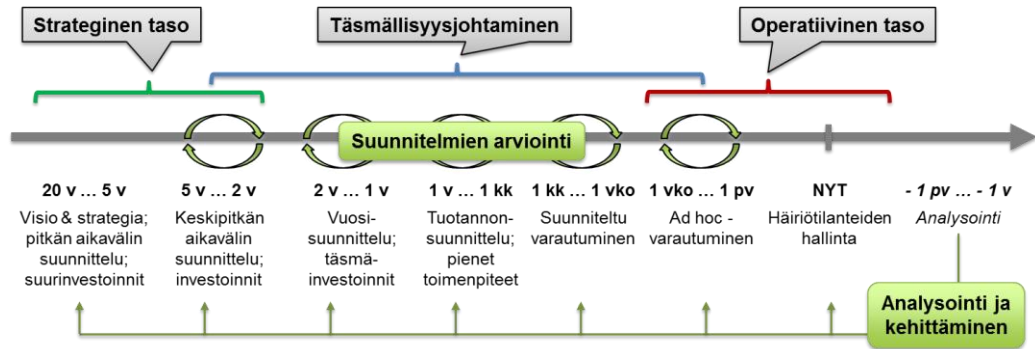 Strateginen taso
Täsmällisyysjohtaminen
Operatiivinen taso
Suunnitelmien arviointi
20 v … 5 v
Visio & strategia;
pitkän aikavälin
suunnittelu;
suurinvestoinnit
5 v … 2 v
Keskipitkän
aikavälin
suunnittelu;
investoinnit
2 v … 1 v
Vuosi-
suunnittelu;
täsmä-
investoinnit
1 v … 1 kk
Tuotannon-
suunnittelu;
pienet
toimenpiteet
1 kk … 1 vko
Suunniteltu
varautuminen
1 vko … 1 pv
Ad hoc -
varautuminen
NYT
Häiriötilanteiden
hallinta
- 1 pv … - 1 v
Analysointi
Analysointi ja
kehittäminen